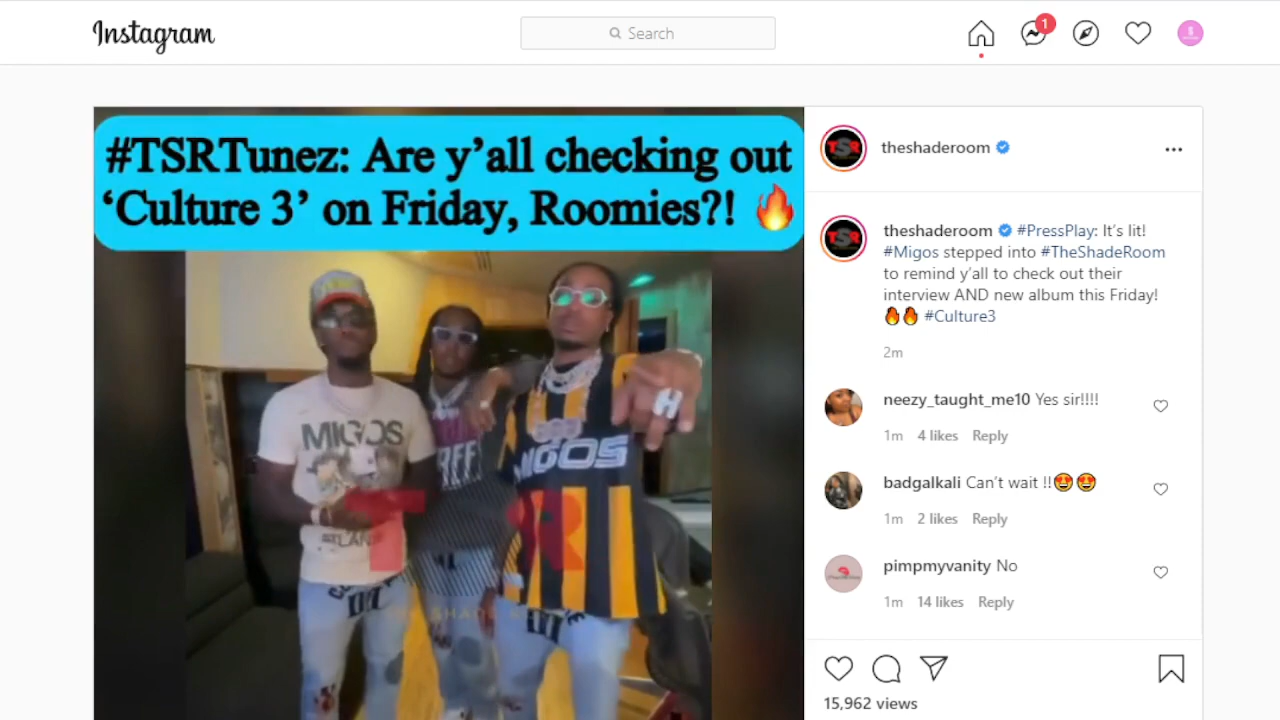 Instagram
Search
1
#TSRTunez: Are y’all checking out
‘Culture 3’ on Friday, Roomies?! 🔥
MIGOS
MIGOS
TSR
theshaderoom
theshaderoom #PressPlay: It’s lit!
#Migos stepped into #TheShadeRoom
to remind y’all to check out their
interview AND new album this Friday!
🔥🔥 #Culture3
2m
neezy_taught_me10 Yes sir!!!!
1m 4 likes Reply
badgalkali Can’t wait !!🤩🤩
1m 2 likes Reply
pimpmyvanity No
1m 14 likes Reply
15,962 views